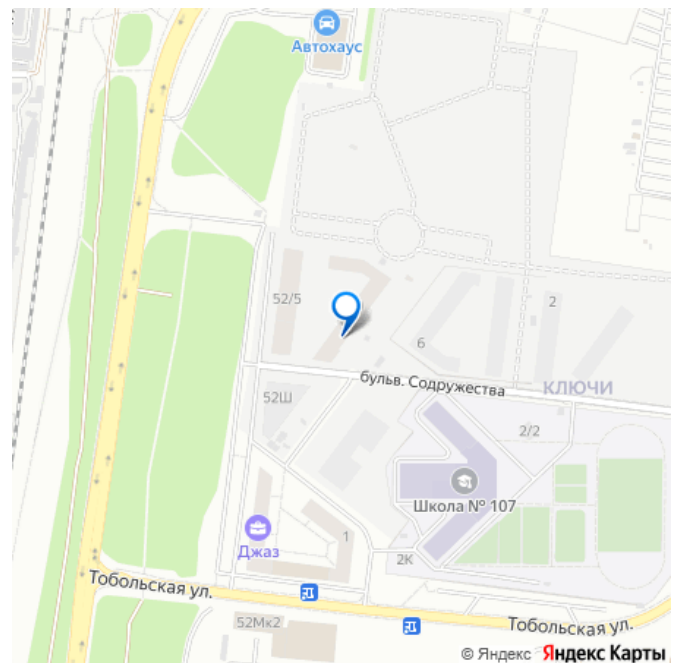 Автохаус
52/5
2
6
бульв. Содружества
КЛЮЧИ
52Ш
2/2
Школа № 107
1
Джаз
2К
Тобольская ул.
52Мк2
Тобольская ул.
© Яндекс Яндекс Карты